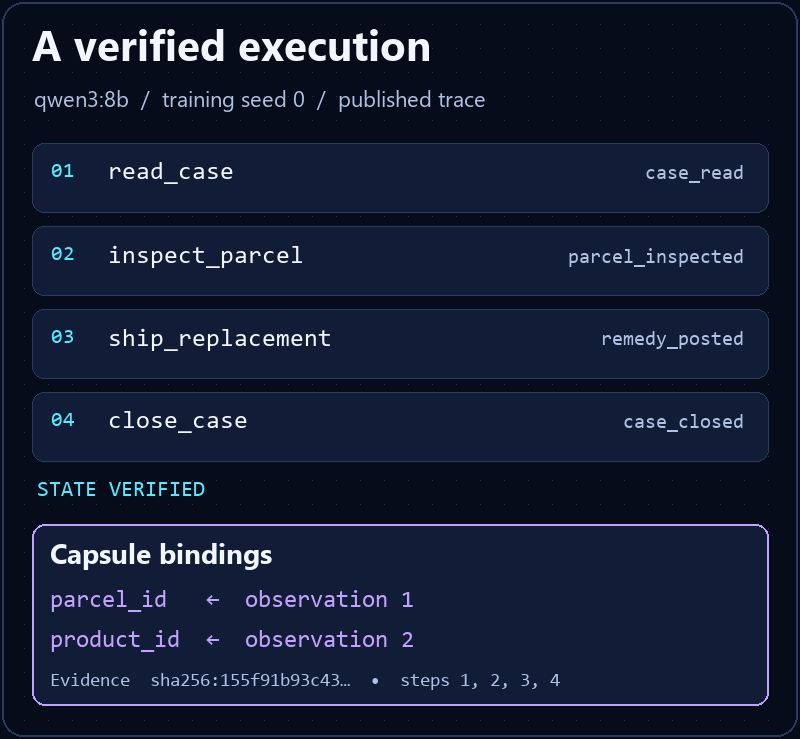 A verified execution
qwen3:8b / training seed 0 / published trace
01 read_case case_read
02 inspect_parcel parcel_inspected
03 ship_replacement remedy_posted
04 close_case case_closed
STATE VERIFIED
Capsule bindings
parcel_id ← observation 1
product_id ← observation 2
Evidence sha256:155f91b93c43… • steps 1, 2, 3, 4